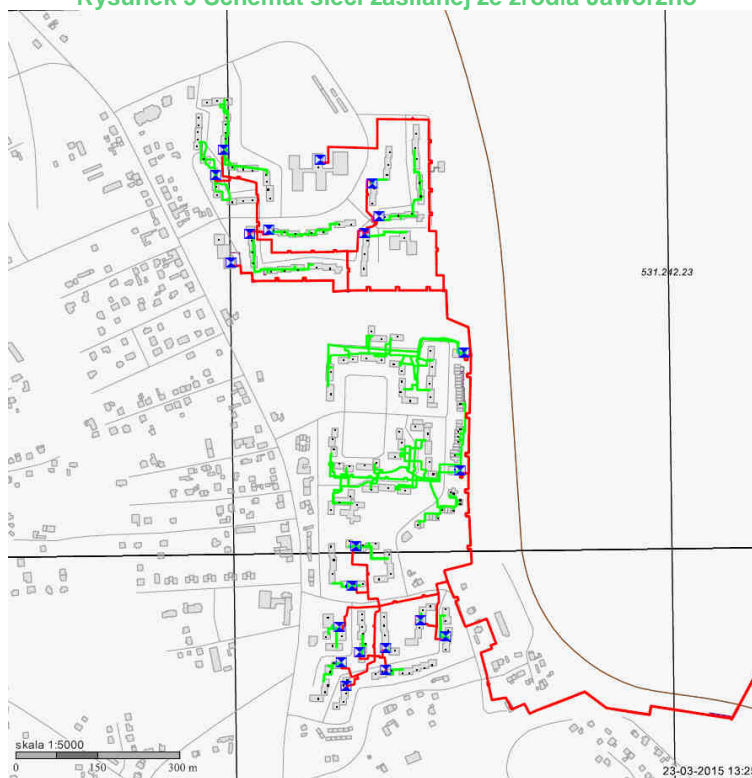 Rysunek 5 Schemat sieci zasilanej ze źródła Jaworzno
531.242.23
skala 1:5000
0 150 300 m
23-03-2015 13:2